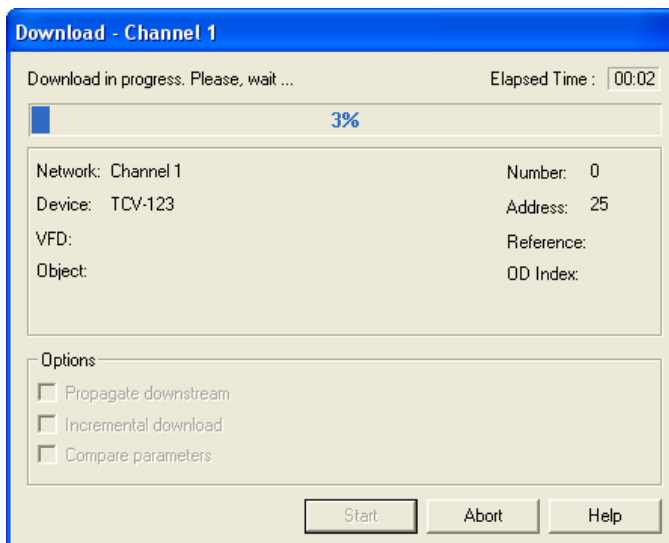 Download - Channel 1
Download in progress. Please, wait ... Elapsed Time : 00:02
3%
Network: Channel 1 Number: 0
Device: TCV-123 Address: 25
VFD: Reference:
Object: OD Index:
Options
Propagate downstream
Incremental download
Compare parameters
Start Abort Help